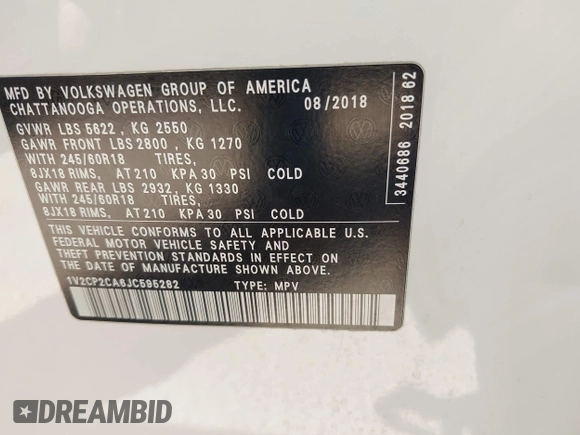 MFD BY VOLKSWAGEN GROUP OF AMERICA
CHATTANOOGA OPERATIONS, LLC. 08/2018
GVWR LBS 5622 , KG 2550
GAWR FRONT LBS 2800 , KG 1270
WITH 245/60R18 TIRES,
8JX18 RIMS, AT 210 KPA 30 PSI COLD
GAWR REAR LBS 2932 , KG 1330
WITH 245/60R18 TIRES,
8JX18 RIMS, AT 210 KPA 30 PSI COLD
THIS VEHICLE CONFORMS TO ALL APPLICABLE U.S.
FEDERAL MOTOR VEHICLE SAFETY AND
THEFT PREVENTION STANDARDS IN EFFECT ON
THE DATE OF MANUFACTURE SHOWN ABOVE.
1V2CP2CA6JC595282 TYPE: MPV
3440686 2018 62
DREAMBID